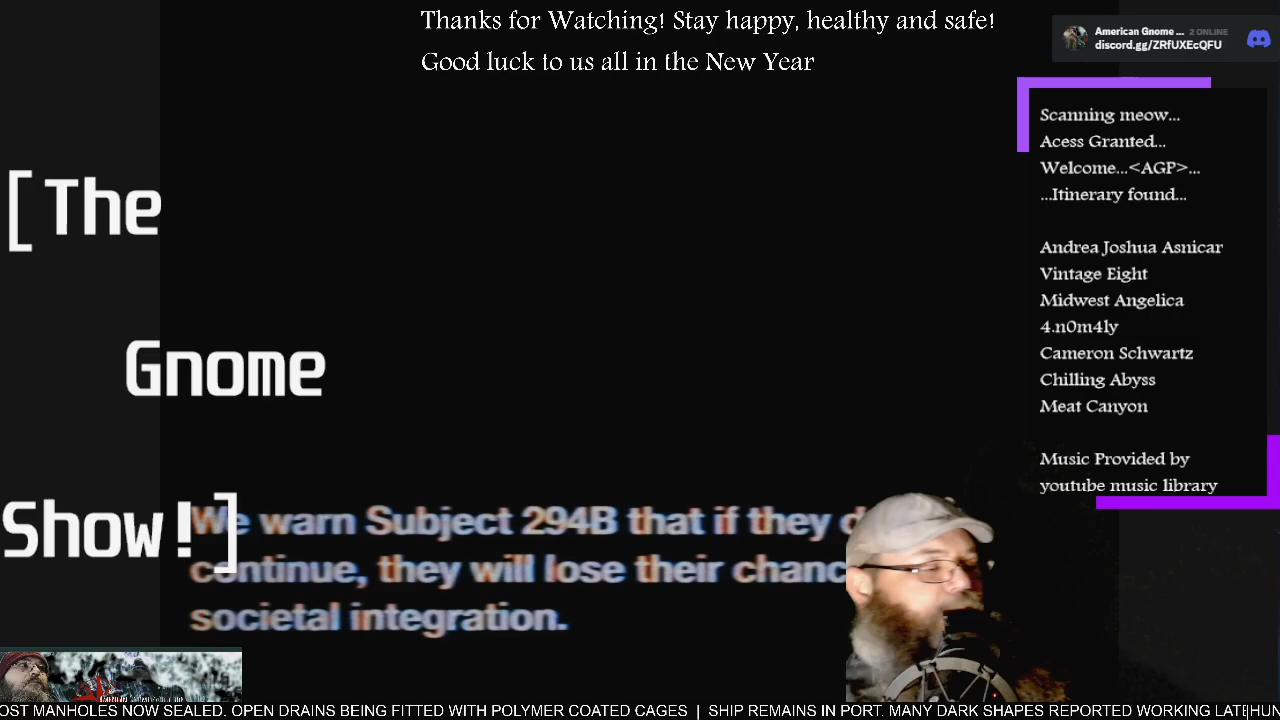 Thanks for Watching! Stay happy, healthy and safe!
Good luck to us all in the New Year
American Gnome ... 2 ONLINE
discord.gg/ZRfUXEcQFU
Scanning meow...
Acess Granted...
Welcome...<AGP>...
...Itinerary found...
Andrea Joshua Asnicar
Vintage Eight
Midwest Angelica
4.n0m4ly
Cameron Schwartz
Chilling Abyss
Meat Canyon
Music Provided by
youtube music library
[The
Gnome
Show!]
We warn Subject 294B that if they
continue, they will lose their
societal integration.
OST MANHOLES NOW SEALED. OPEN DRAINS BEING FITTED WITH POLYMER COATED CAGES | SHIP REMAINS IN PORT. MANY DARK SHAPES REPORTED WORKING LATE|HUN